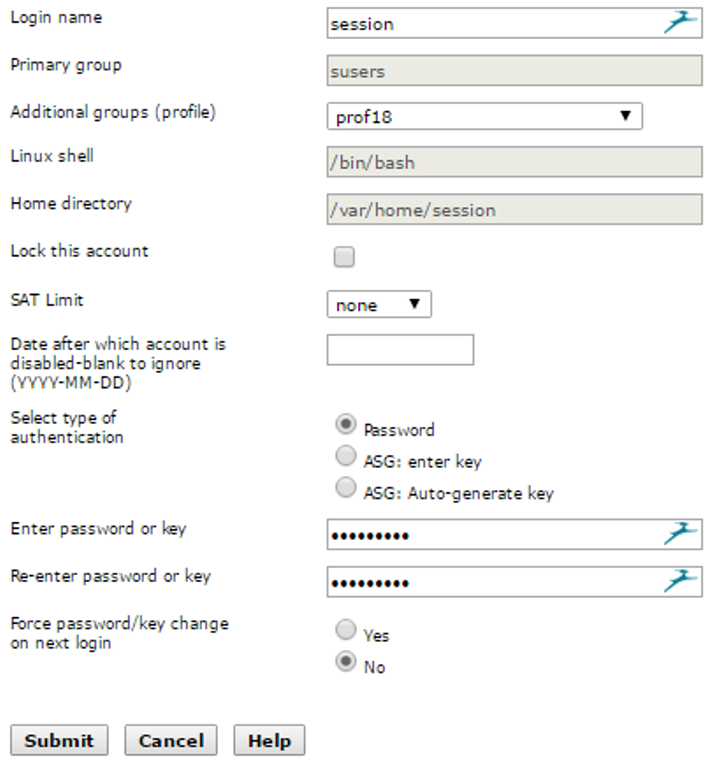 Login name
session
Primary group
susers
Additional groups (profile)
prof18
Linux shell
/bin/bash
Home directory
/var/home/session
Lock this account
SAT Limit
none
Date after which account is
disabled-blank to ignore
(YYYY-MM-DD)
Select type of
authentication
Password
ASG: enter key
ASG: Auto-generate key
Enter password or key
•••••••••
Re-enter password or key
•••••••••
Force password/key change
on next login
Yes
No
Submit Cancel Help